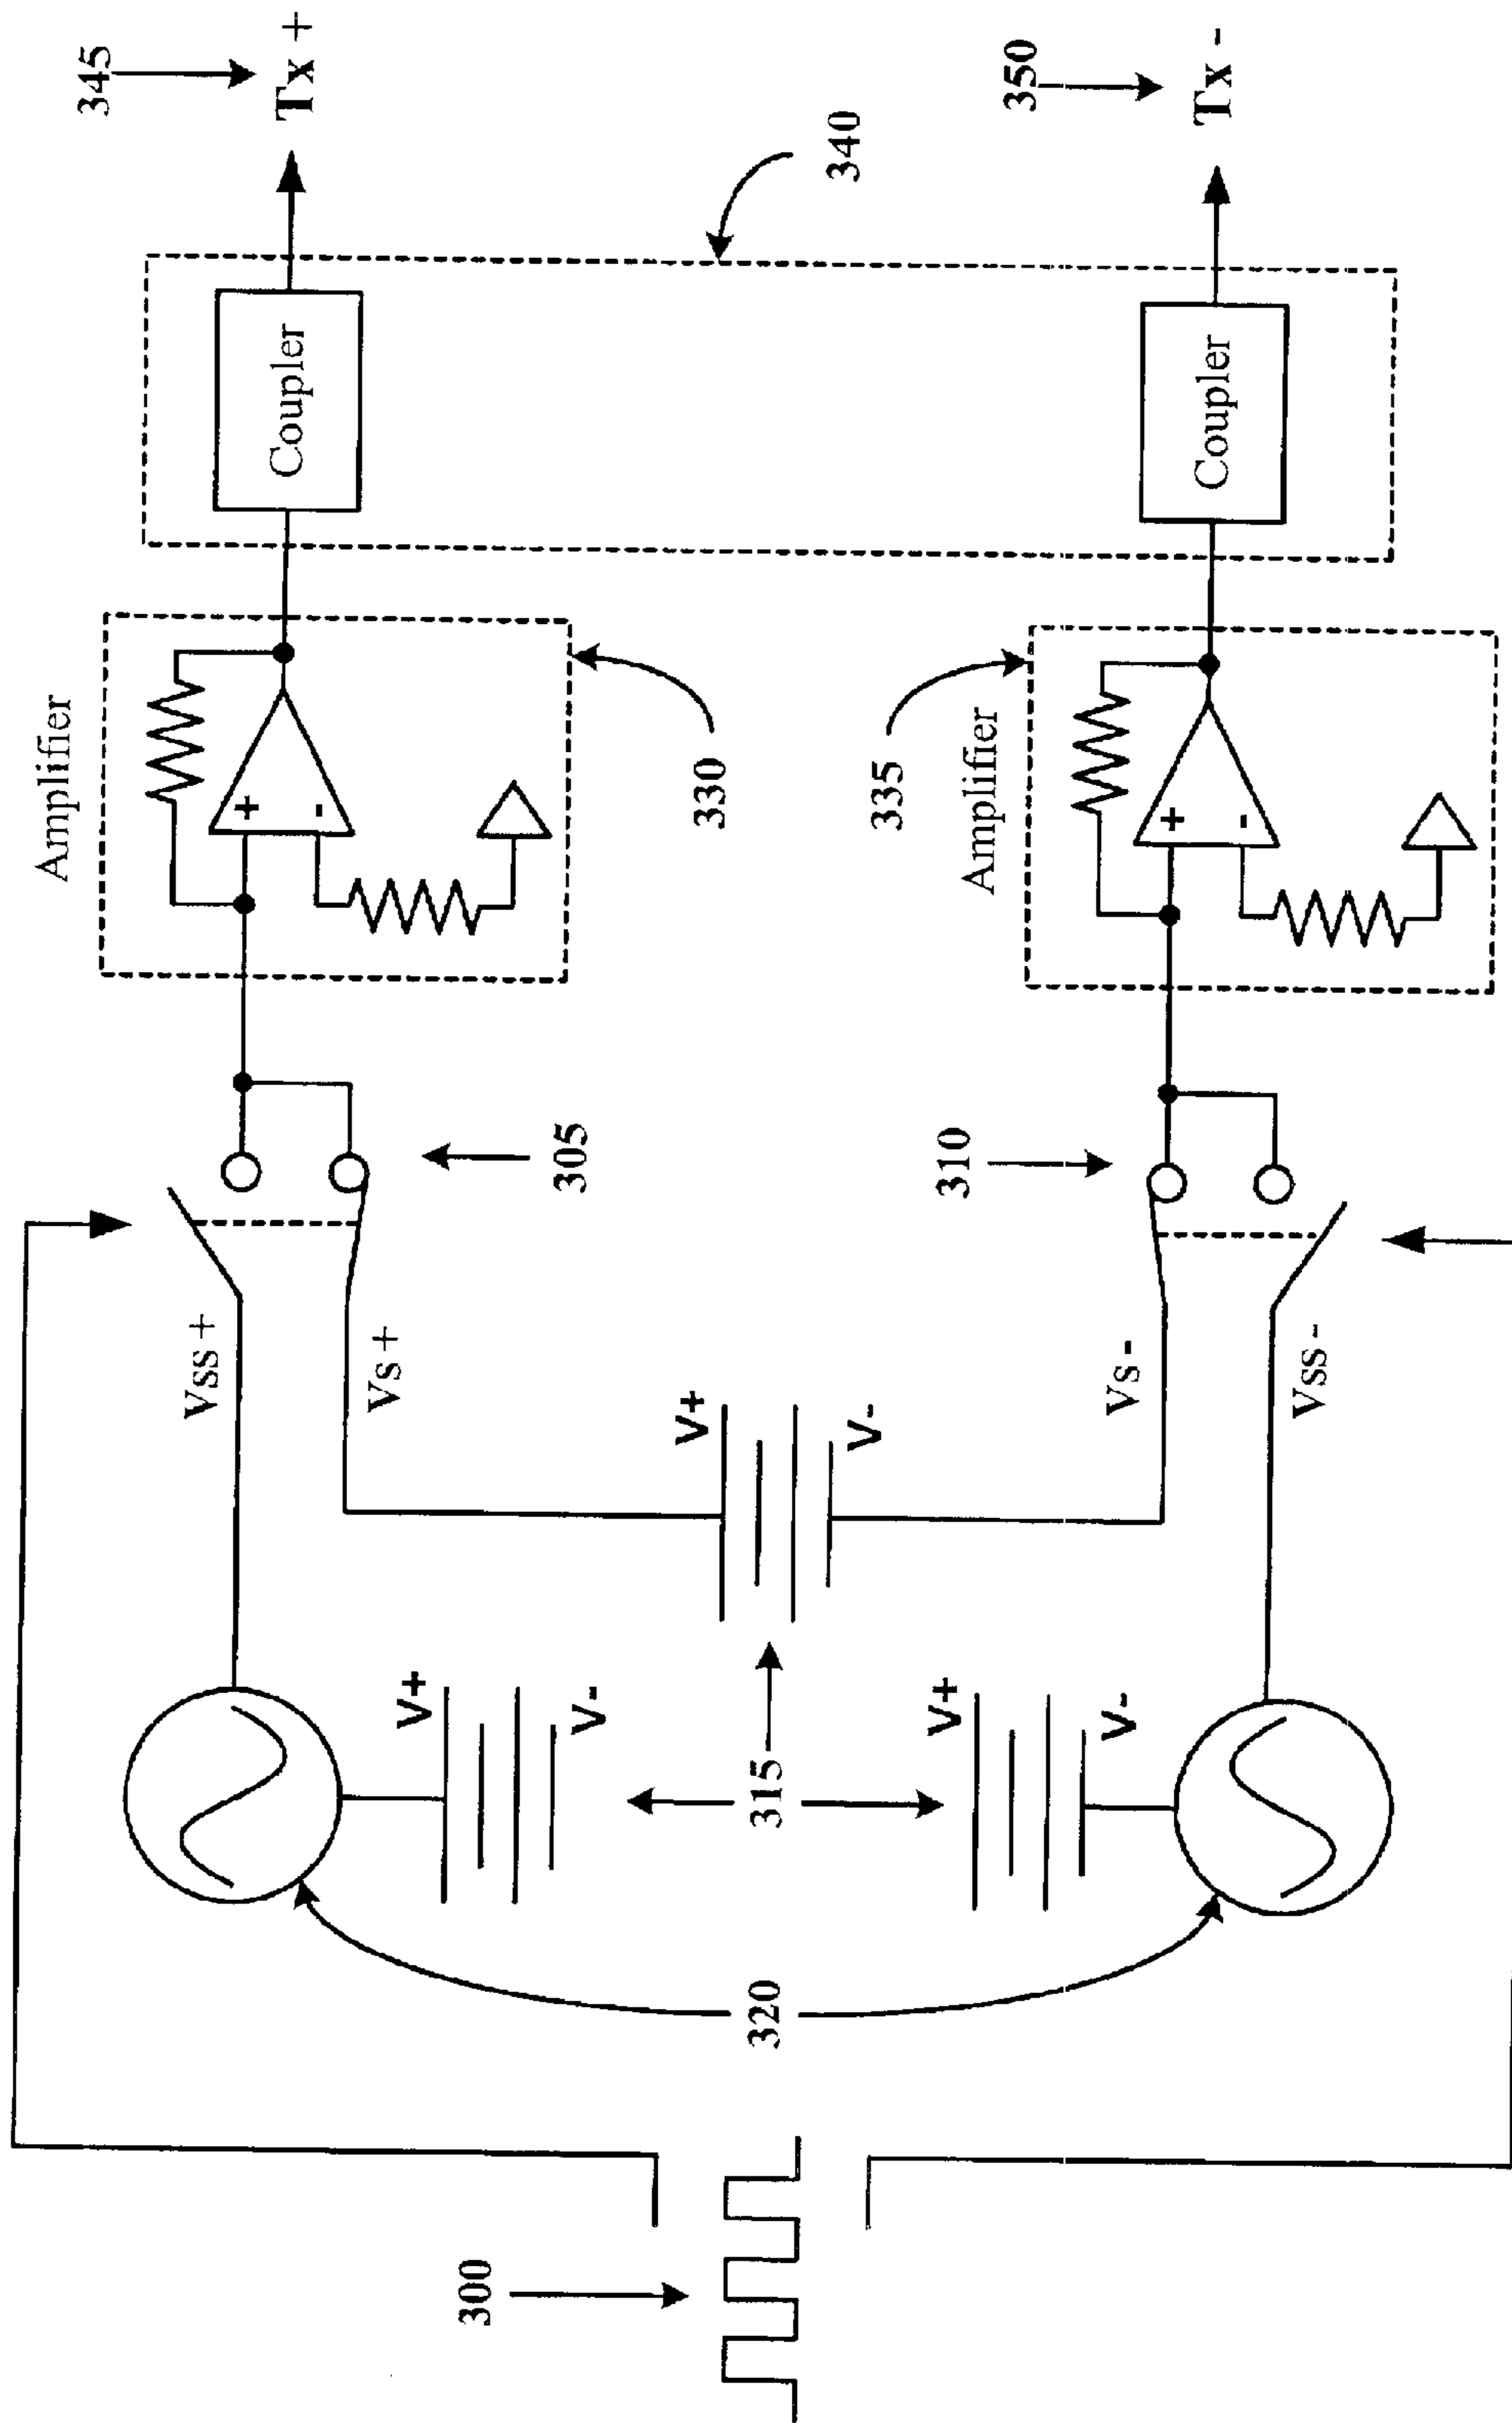 345
Tx +
350
Tx -
340
Coupler
Coupler
Amplifier
+
-
330
335
Amplifier
+
-
305
310
Vss+
Vs+
Vs-
Vss-
V+
V-
V+
V-
315
V+
V-
320
300